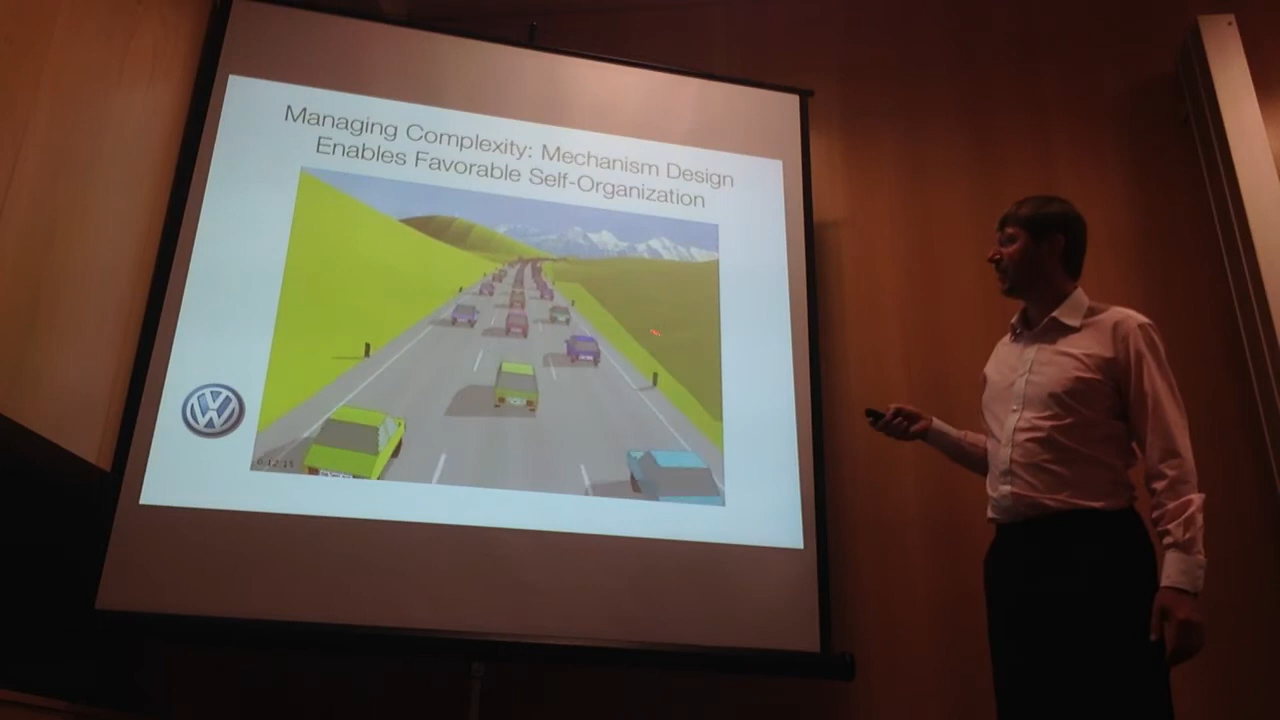 Managing Complexity: Mechanism Design
Enables Favorable Self-Organization